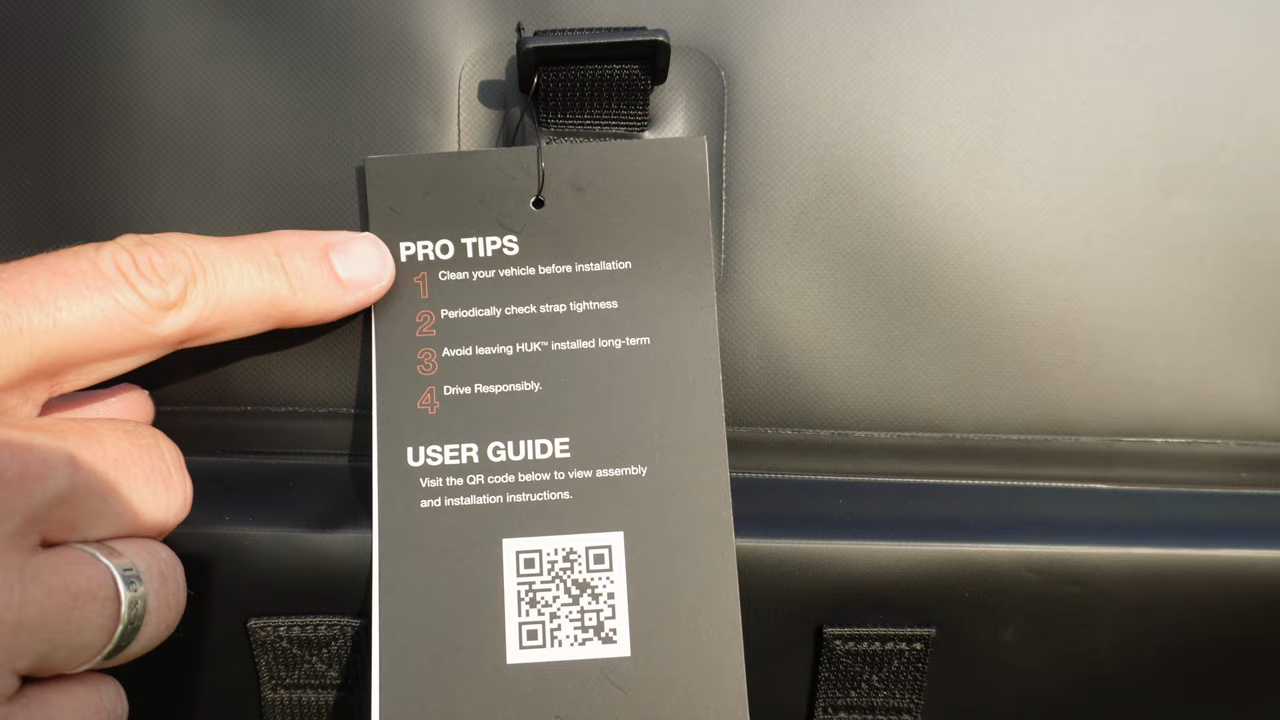 PRO TIPS
1 Clean your vehicle before installation
2 Periodically check strap tightness
3 Avoid leaving HUK™ installed long-term
4 Drive Responsibly.
USER GUIDE
Visit the QR code below to view assembly
and installation instructions.